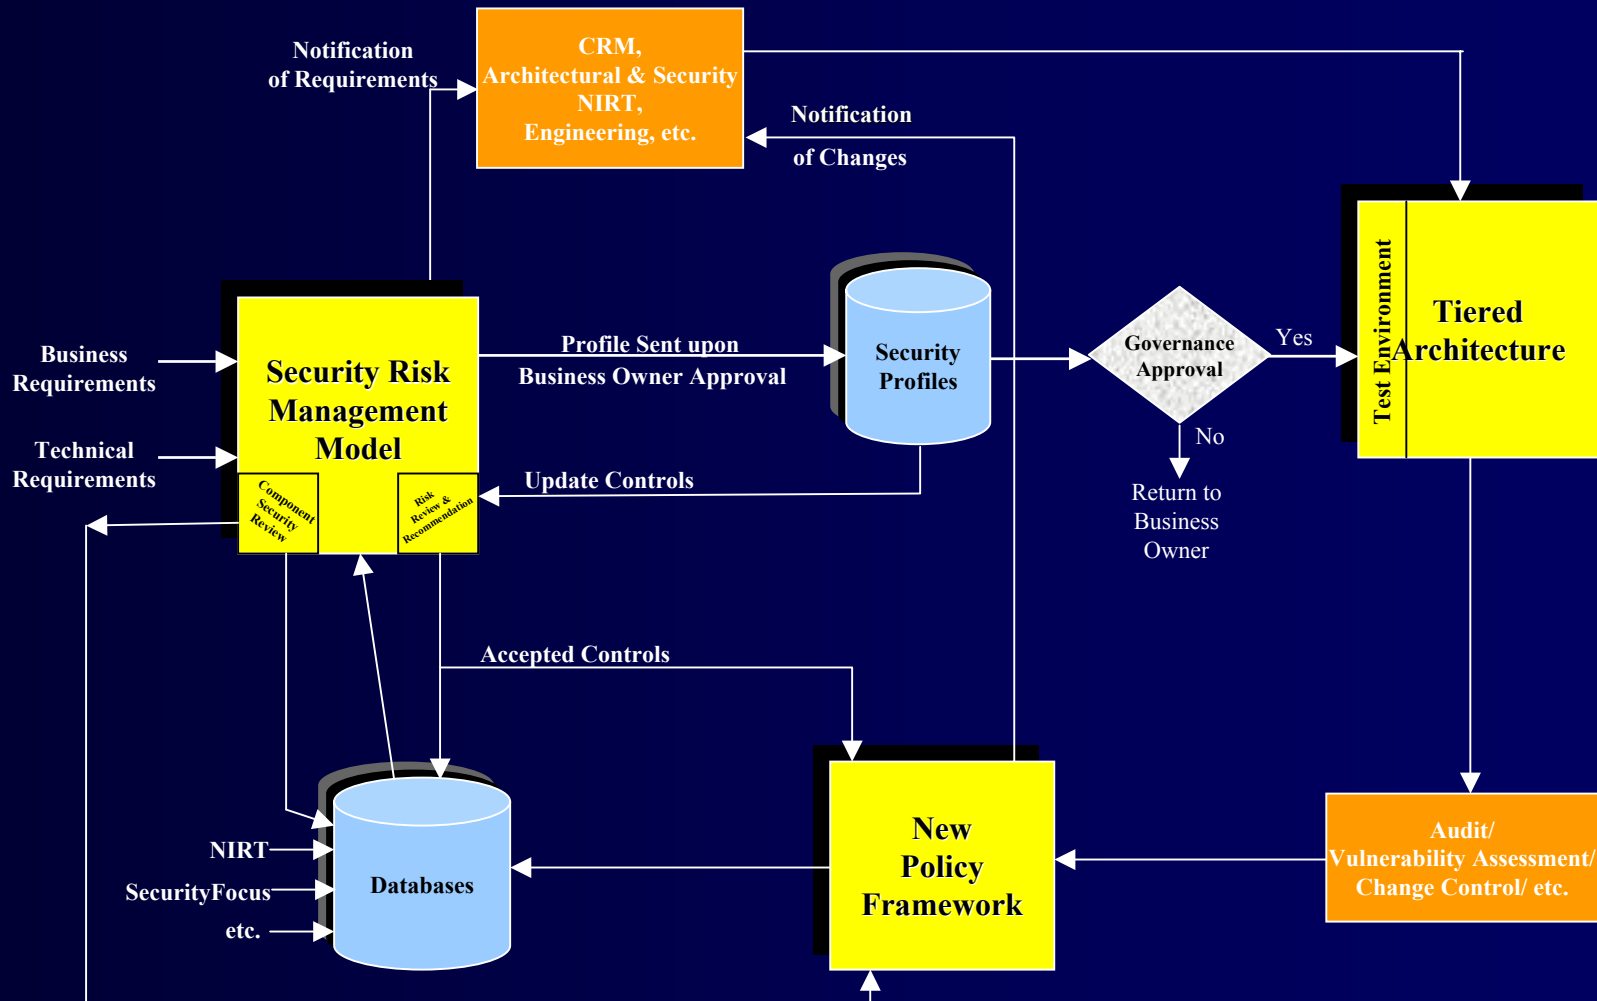 Notification
of Requirements
CRM,
Architectural & Security
NIRT,
Engineering, etc.
Notification
of Changes
Business
Requirements
Technical
Requirements
Security Risk
Management
Model
Component
Security
Review
Risk
Review &
Recommendation
Profile Sent upon
Business Owner Approval
Update Controls
Security
Profiles
Governance
Approval
Yes
No
Return to
Business
Owner
Test Environment
Tiered
Architecture
Accepted Controls
NIRT
SecurityFocus
etc.
Databases
New
Policy
Framework
Audit/
Vulnerability Assessment/
Change Control/ etc.